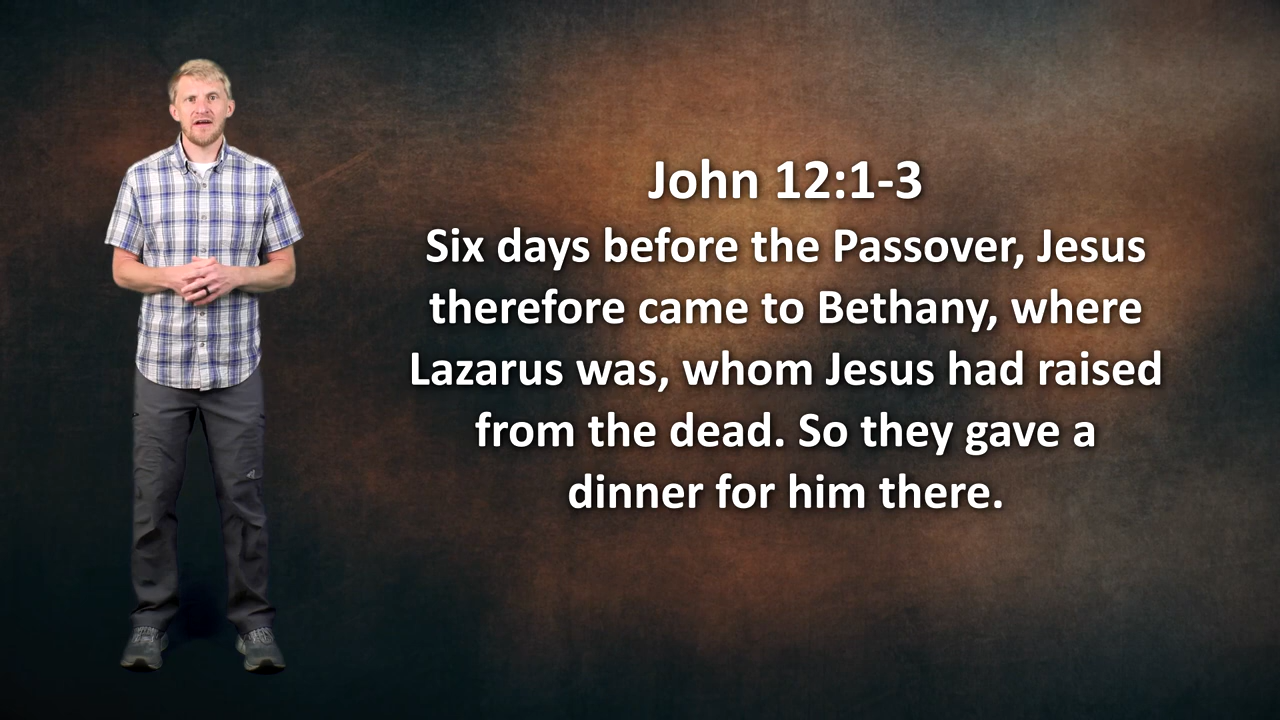 John 12:1-3
Six days before the Passover, Jesus
therefore came to Bethany, where
Lazarus was, whom Jesus had raised
from the dead. So they gave a
dinner for him there.